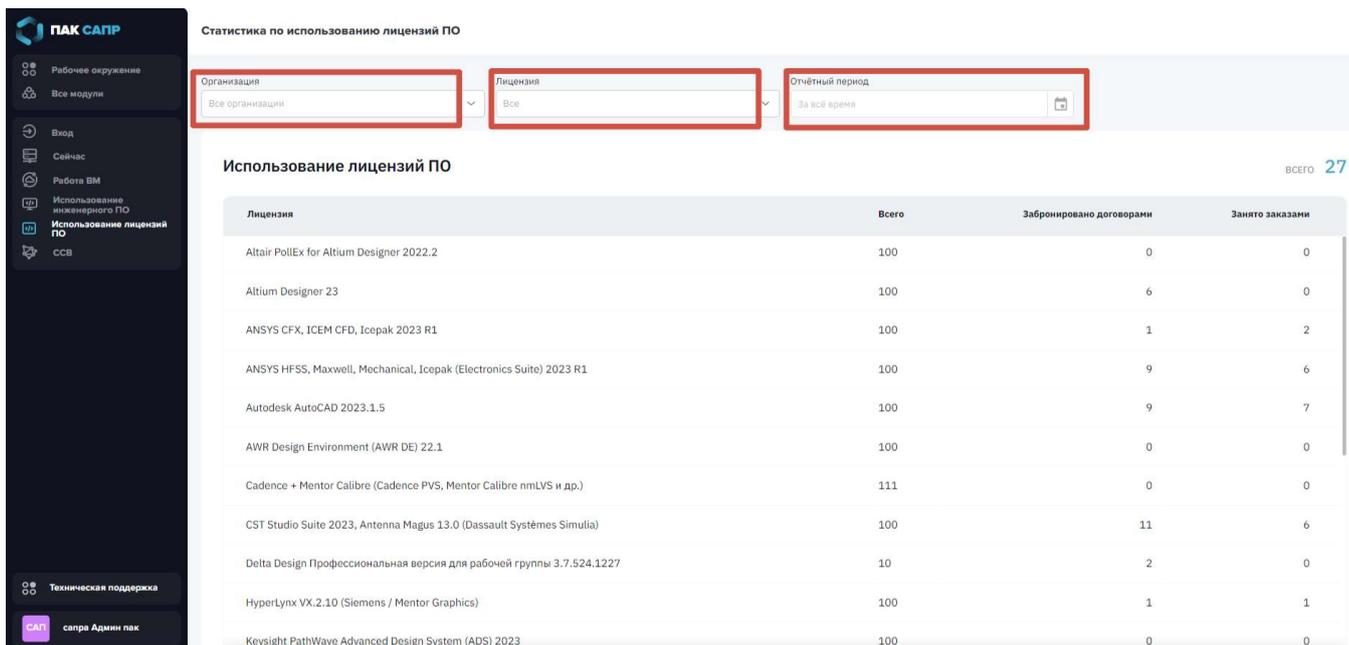 ПАК САПР
Статистика по использованию лицензий ПО
Рабочее окружение
Все модули
Вход
Сейчас
Работа ВМ
Использование
инженерного ПО
Использование лицензий
ПО
ССВ
Техническая поддержка
САП
сапра Админ пак
Организация
Все организации
Лицензия
Все
Отчётный период
За всё время
Использование лицензий ПО
ВСЕГО 27
Лицензия Всего Забронировано договорами Занято заказами
Altair PollEx for Altium Designer 2022.2 100 0 0
Altium Designer 23 100 6 0
ANSYS CFX, ICEM CFD, Icepak 2023 R1 100 1 2
ANSYS HFSS, Maxwell, Mechanical, Icepak (Electronics Suite) 2023 R1 100 9 6
Autodesk AutoCAD 2023.1.5 100 9 7
AWR Design Environment (AWR DE) 22.1 100 0 0
Cadence + Mentor Calibre (Cadence PVS, Mentor Calibre nmLVS и др.) 111 0 0
CST Studio Suite 2023, Antenna Magus 13.0 (Dassault Systèmes Simulia) 100 11 6
Delta Design Профессиональная версия для рабочей группы 3.7.524.1227 10 2 0
HyperLynx VX.2.10 (Siemens / Mentor Graphics) 100 1 1
Keysight PathWave Advanced Design System (ADS) 2023 100 0 0